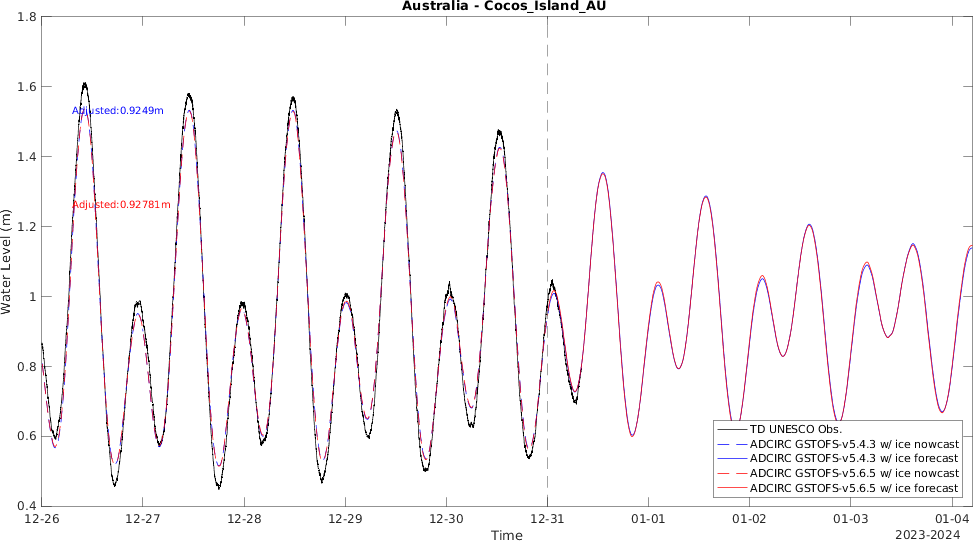 Australia - Cocos_Island_AU
1.8
1.6
1.4
1.2
1
0.8
0.6
0.4
Water Level (m)
Adjusted:0.9249m
Adjusted:0.92781m
TD UNESCO Obs.
ADCIRC GSTOFS-v5.4.3 w/ ice nowcast
ADCIRC GSTOFS-v5.4.3 w/ ice forecast
ADCIRC GSTOFS-v5.6.5 w/ ice nowcast
ADCIRC GSTOFS-v5.6.5 w/ ice forecast
12-26 12-27 12-28 12-29 12-30 12-31 01-01 01-02 01-03 01-04
Time
2023-2024